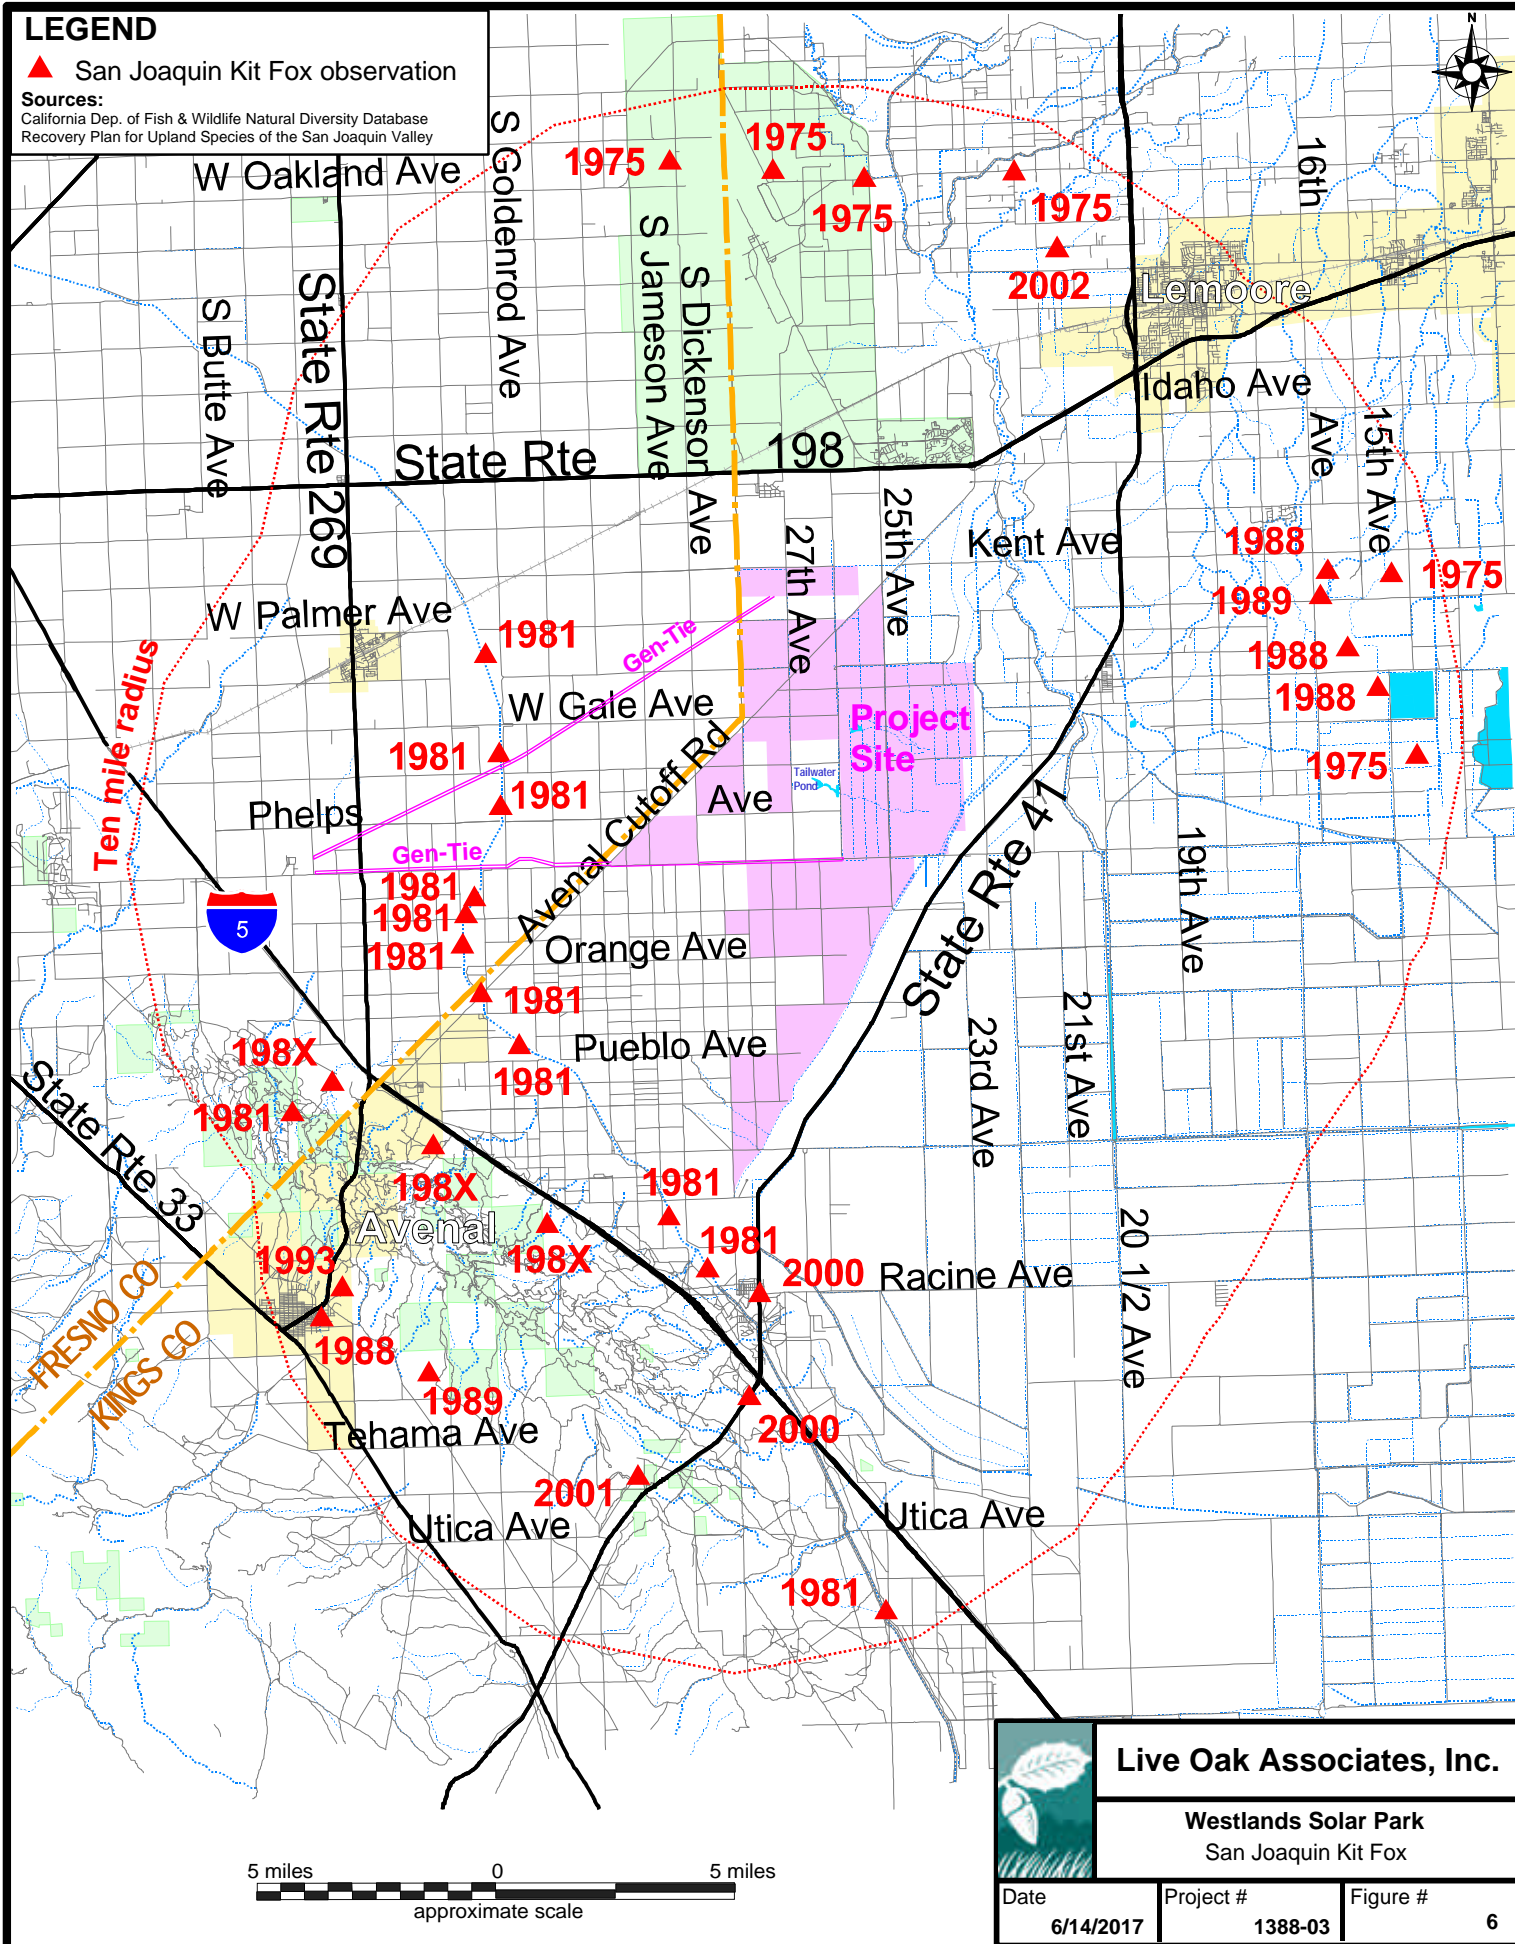 LEGEND
San Joaquin Kit Fox observation
Sources:
California Dep. of Fish & Wildlife Natural Diversity Database
Recovery Plan for Upland Species of the San Joaquin Valley
N
W Oakland Ave
S Goldenrod Ave
1975
1975
1975
1975
2002
16th
Ave
Lemoore
S Jameson Ave
S Dickenson
Ave
State Rte 269
S Butte Ave
Idaho Ave
15th Ave
State Rte
198
27th Ave
25th Ave
Kent Ave
1988
1975
1989
1988
1988
1975
W Palmer Ave
1981
Gen-Tie
W Gale Ave
Ten mile radius
1981
1981
Project
Site
Tailwater
Pond
Phelps
Ave
Avenal Cutoff Rd
Gen-Tie
State Rte 41
19th Ave
1981
1981
1981
5
Orange Ave
1981
23rd Ave
21st Ave
Pueblo Ave
1981
198X
1981
State Rte 33
198X
Avenal
1981
198X
1981
1993
2000
Racine Ave
20 1/2 Ave
FRESNO CO
KINGS CO
1988
1989
Tehama Ave
2000
2001
Utica Ave
Utica Ave
1981
Live Oak Associates, Inc.
Westlands Solar Park
San Joaquin Kit Fox
5 miles 0 5 miles
approximate scale
Date
6/14/2017
Project #
1388-03
Figure #
6